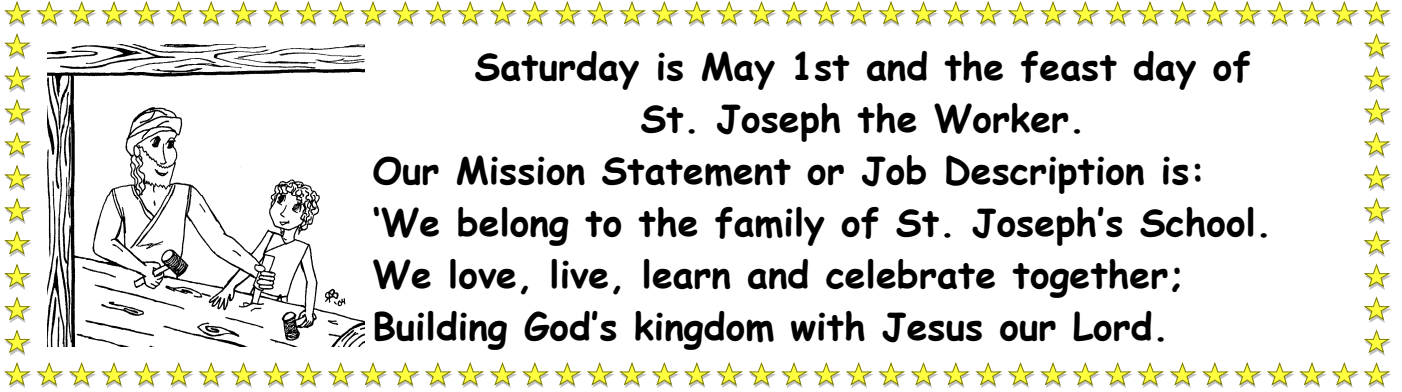 Saturday is May 1st and the feast day of
St. Joseph the Worker.
Our Mission Statement or Job Description is:
‘We belong to the family of St. Joseph’s School.
We love, live, learn and celebrate together;
Building God’s kingdom with Jesus our Lord.